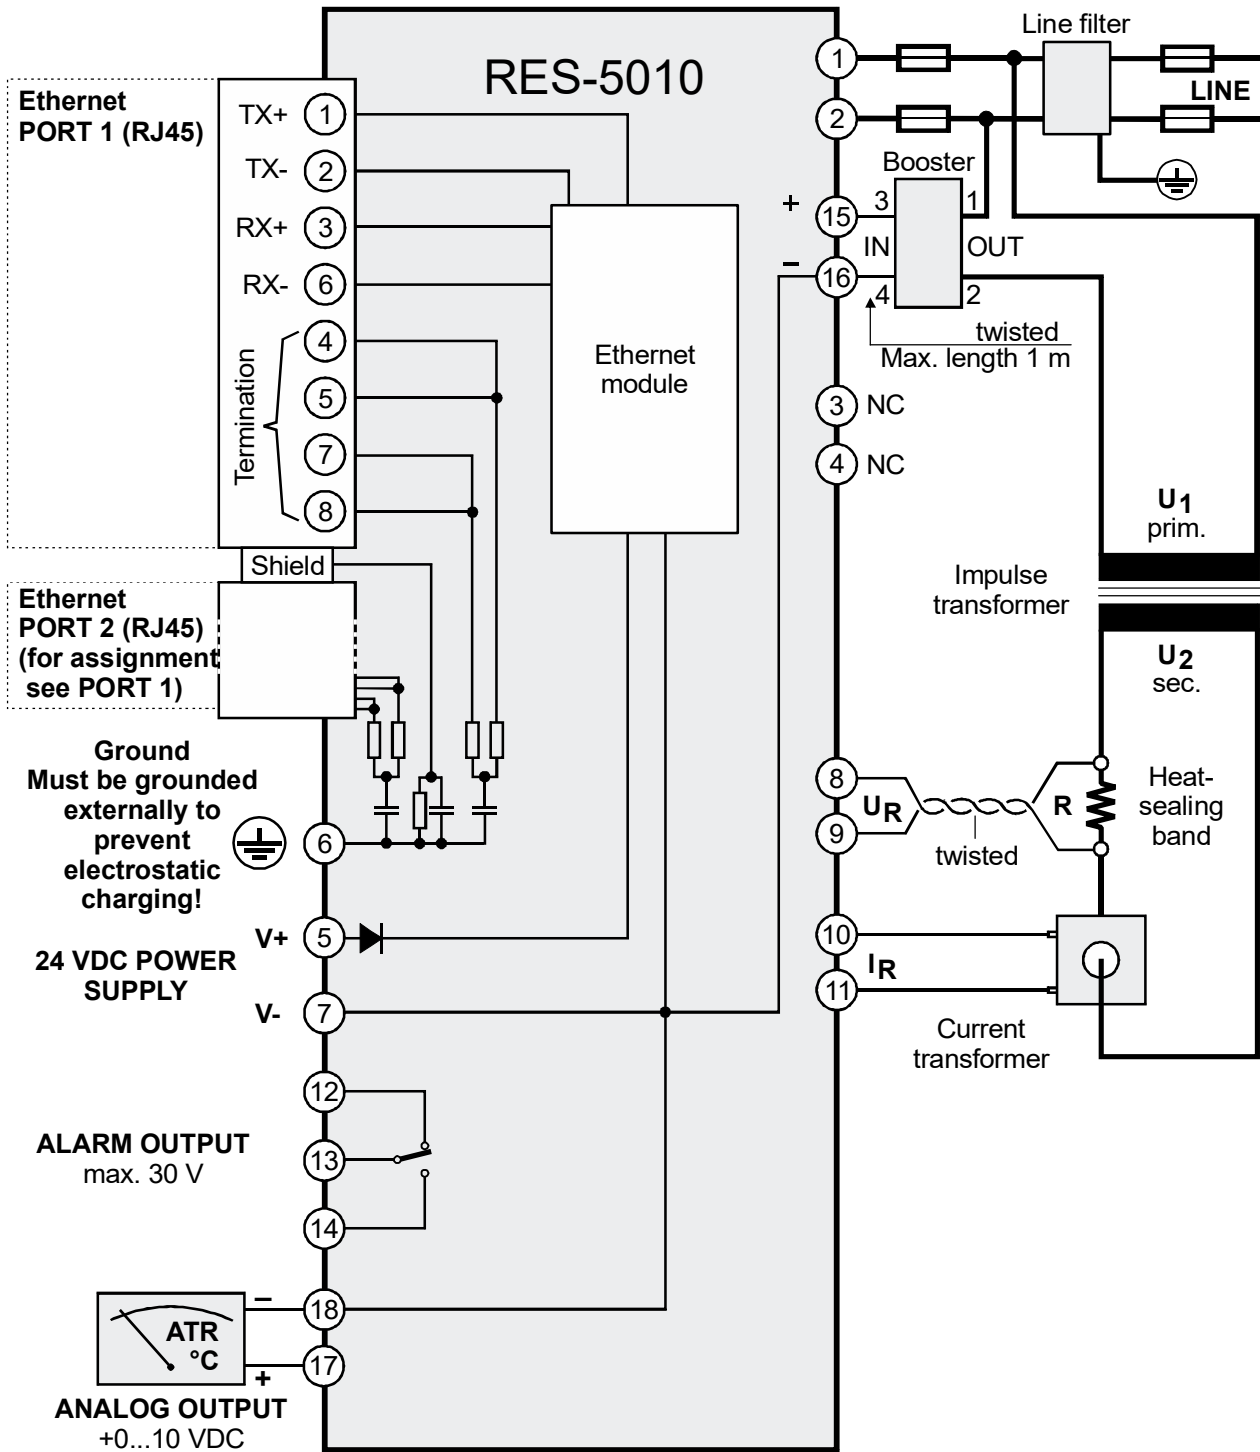 RES-5010
Line filter
LINE
Ethernet
PORT 1 (RJ45)
TX+ 1
TX- 2
RX+ 3
RX- 6
4
5
7
8
Termination
Shield
Ethernet
PORT 2 (RJ45)
(for assignment
see PORT 1)
Ethernet
module
Ground
Must be grounded
externally to
prevent
electrostatic
charging!
6
V+ 5
24 VDC POWER
SUPPLY
V- 7
12
ALARM OUTPUT
max. 30 V
13
14
ATR
°C
– 18
+ 17
ANALOG OUTPUT
+0...10 VDC
1
2
Booster
+ 15 3 1
IN OUT
– 16 4 2
twisted
Max. length 1 m
3 NC
4 NC
U1
prim.
Impulse
transformer
U2
sec.
8
9
UR
twisted
R
Heat-
sealing
band
10
11
IR
Current
transformer